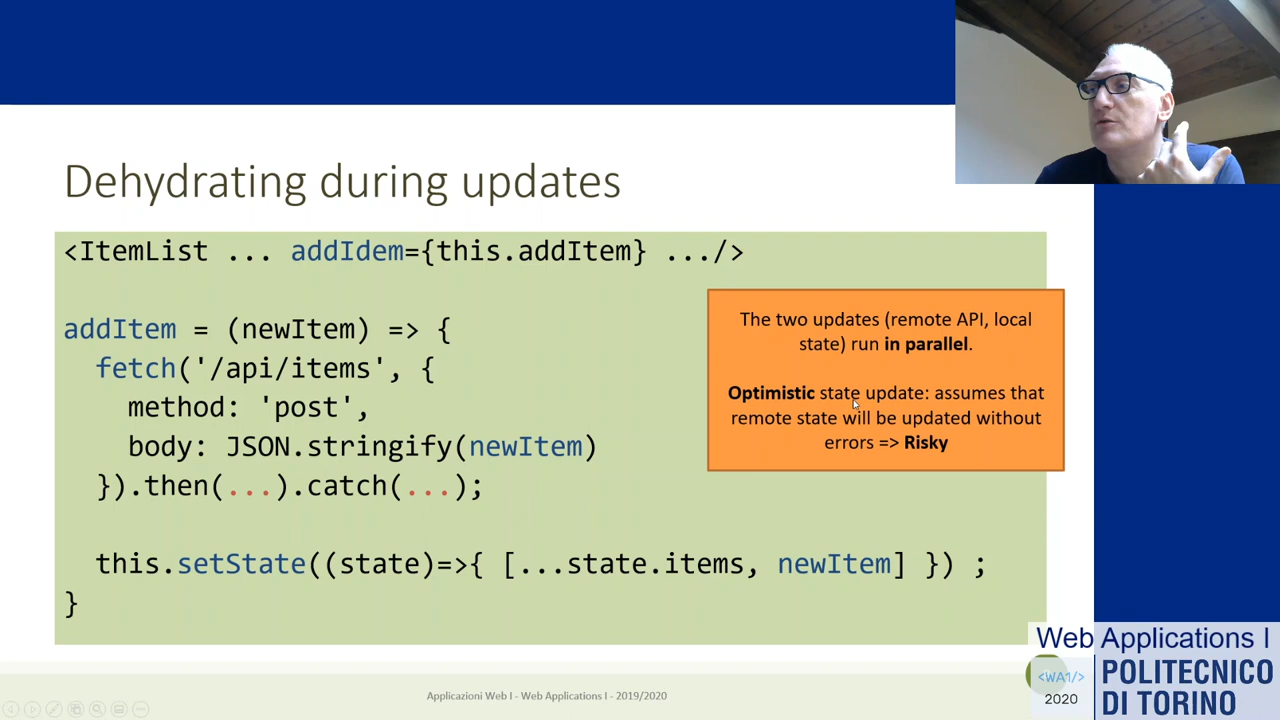 Dehydrating during updates
<ItemList ... addIdem={this.addItem} .../>
addItem = (newItem) => {
fetch('/api/items', {
method: 'post',
body: JSON.stringify(newItem)
}).then(...).catch(...);
this.setState((state)=>{ [...state.items, newItem] }) ;
}
The two updates (remote API, local
state) run in parallel.
Optimistic state update: assumes that
remote state will be updated without
errors => Risky
Applicazioni Web I - Web Applications I - 2019/2020
Web Applications I
<WA1/>
2020
POLITECNICO
DI TORINO